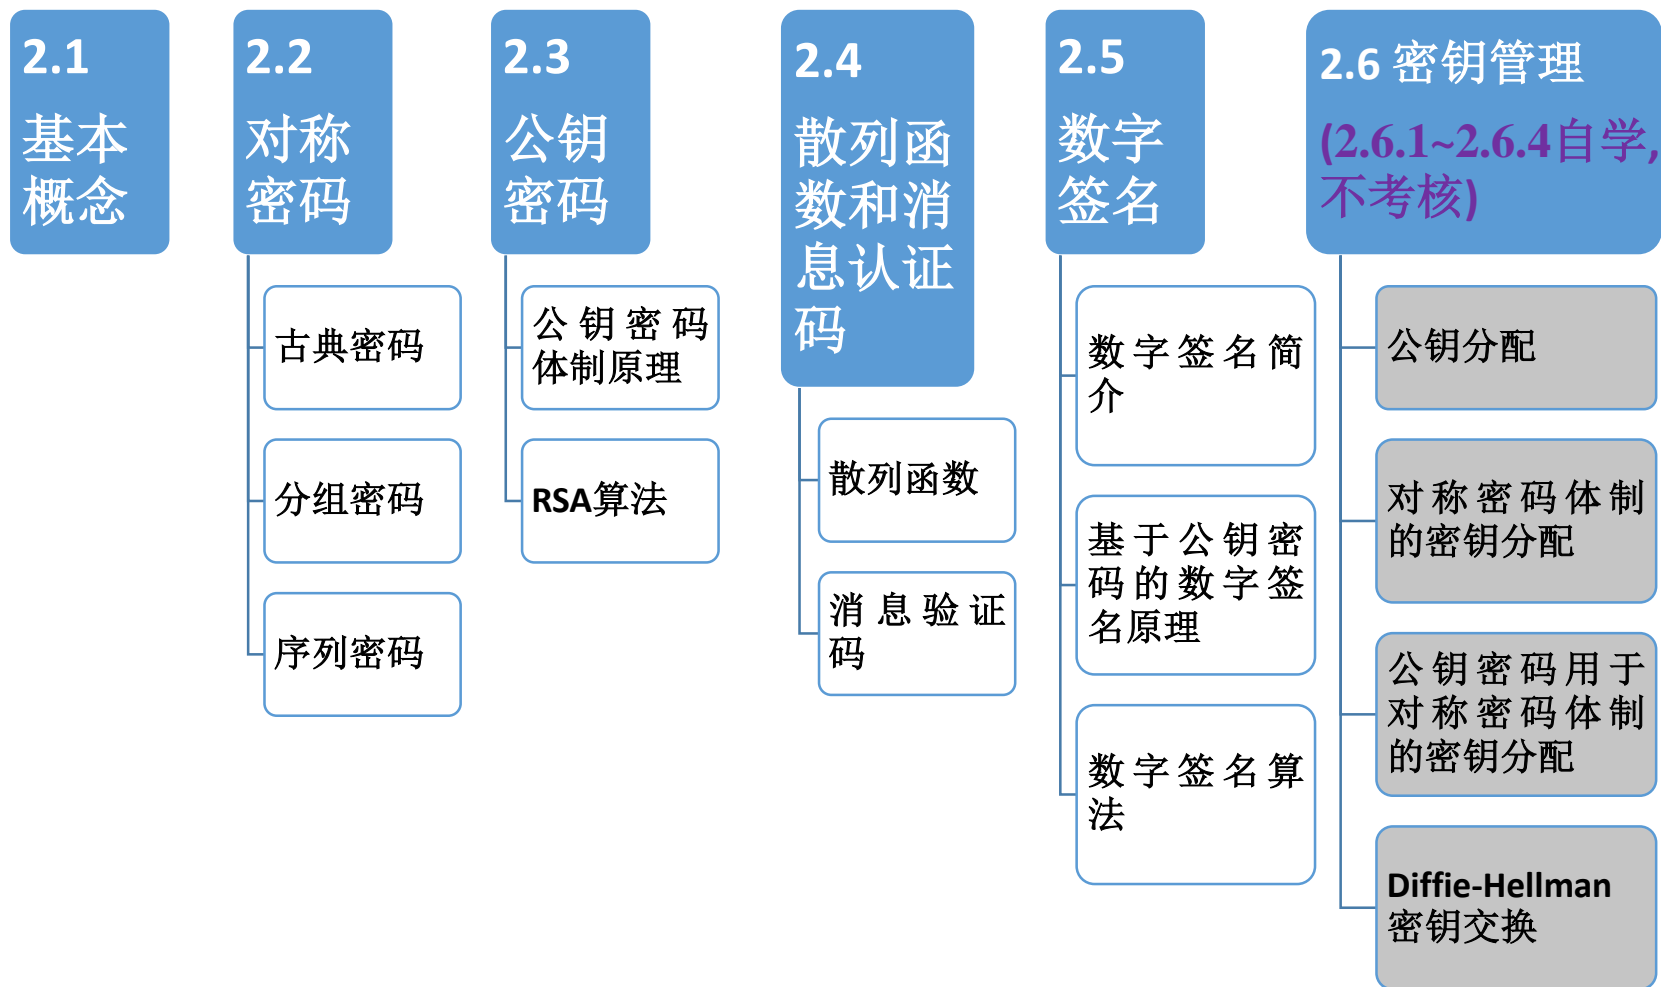 2.1
基本
概念
2.2
对称
密码
古典密码
分组密码
序列密码
2.3
公钥
密码
公钥密码
体制原理
RSA算法
2.4
散列函
数和消
息认证
码
散列函数
消息验证
码
2.5
数字
签名
数字签名简
介
基于公钥密
码的数字签
名原理
数字签名算
法
2.6 密钥管理
(2.6.1~2.6.4自学,
不考核)
公钥分配
对称密码体制
的密钥分配
公钥密码用于
对称密码体制
的密钥分配
Diffie-Hellman
密钥交换